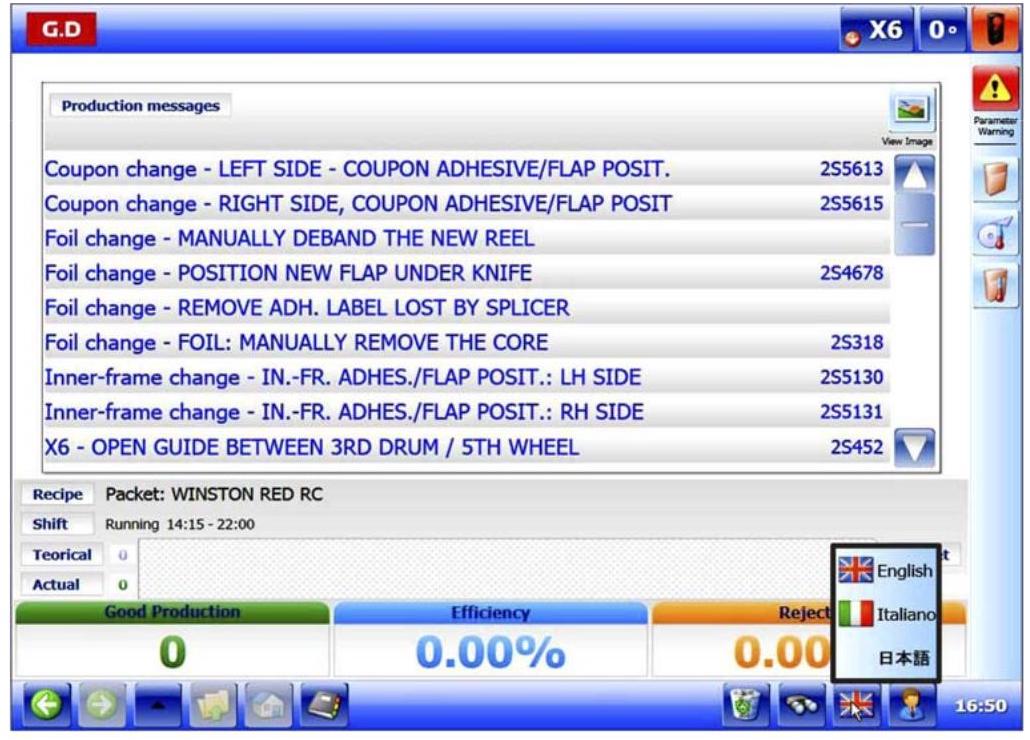 G.D
X6
0°
Production messages
View Image
Parameter
Warning
Coupon change - LEFT SIDE - COUPON ADHESIVE/FLAP POSIT.
2S5613
Coupon change - RIGHT SIDE, COUPON ADHESIVE/FLAP POSIT
2S5615
Foil change - MANUALLY DEBAND THE NEW REEL
Foil change - POSITION NEW FLAP UNDER KNIFE
2S4678
Foil change - REMOVE ADH. LABEL LOST BY SPLICER
Foil change - FOIL: MANUALLY REMOVE THE CORE
2S318
Inner-frame change - IN.-FR. ADHES./FLAP POSIT.: LH SIDE
2S5130
Inner-frame change - IN.-FR. ADHES./FLAP POSIT.: RH SIDE
2S5131
X6 - OPEN GUIDE BETWEEN 3RD DRUM / 5TH WHEEL
2S452
Recipe Packet: WINSTON RED RC
Shift Running 14:15 - 22:00
Teorical 0
Actual 0
English
Italiano
日本語
Good Production
Efficiency
Reject
0
0.00%
0.00
16:50